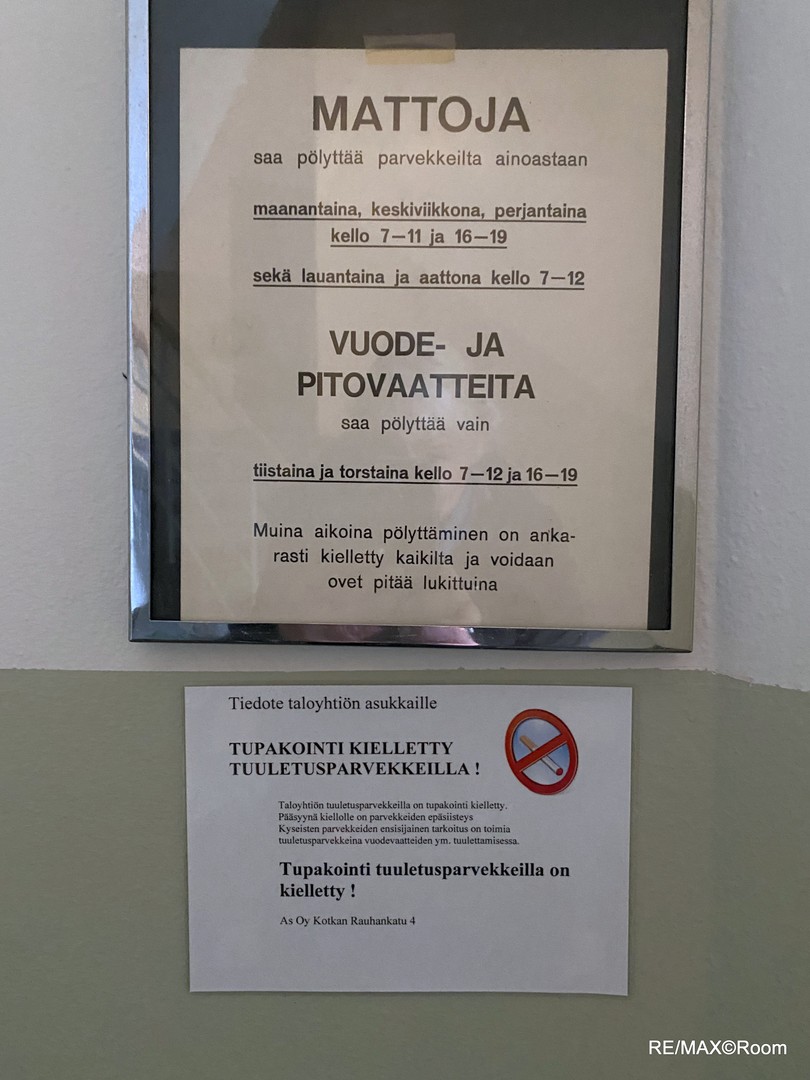 MATTOJA
saa pölyttää parvekkeilta ainoastaan
maanantaina, keskiviikkona, perjantaina
kello 7—11 ja 16—19
sekä lauantaina ja aattona kello 7—12
VUODE- JA
PITOVAATTEITA
saa pölyttää vain
tiistaina ja torstaina kello 7—12 ja 16—19
Muina aikoina pölyttäminen on anka-
rasti kielletty kaikilta ja voidaan
ovet pitää lukittuina
Tiedote taloyhtiön asukkaille
TUPAKOINTI KIELLETTY
TUULETUSPARVEKKEILLA !
Taloyhtiön tuuletusparvekkeilla on tupakointi kielletty.
Pääsyynä kiellolle on parvekkeiden epäsiisteys
Kyseisten parvekkeiden ensisijainen tarkoitus on toimia
tuuletusparvekkeina vuodevaatteiden ym. tuulettamisessa.
Tupakointi tuuletusparvekkeilla on
kielletty !
As Oy Kotkan Rauhankatu 4
RE/MAX©Room